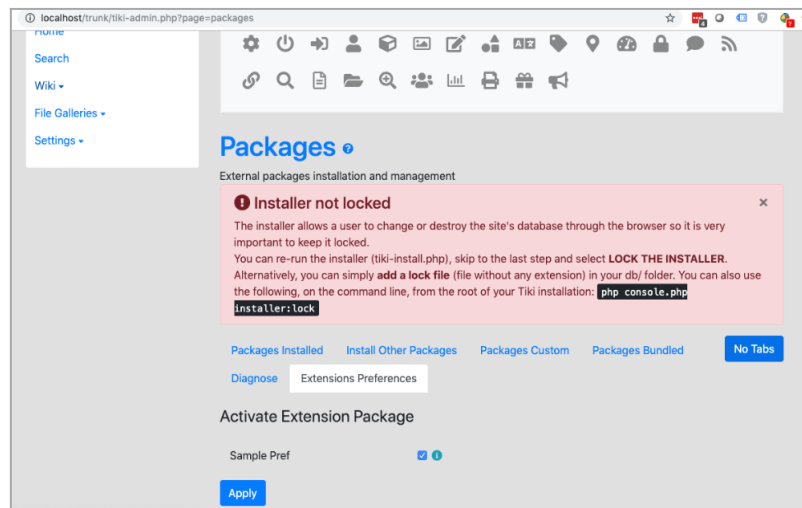 localhost/trunk/tiki-admin.php?page=packages
Home
Search
Wiki
File Galleries
Settings
Packages
External packages installation and management
Installer not locked ×
The installer allows a user to change or destroy the site's database through the browser so it is very
important to keep it locked.
You can re-run the installer (tiki-install.php), skip to the last step and select LOCK THE INSTALLER.
Alternatively, you can simply add a lock file (file without any extension) in your db/ folder. You can also use
the following, on the command line, from the root of your Tiki installation: php console.php
installer:lock
Packages Installed Install Other Packages Packages Custom Packages Bundled No Tabs
Diagnose Extensions Preferences
Activate Extension Package
Sample Pref
Apply